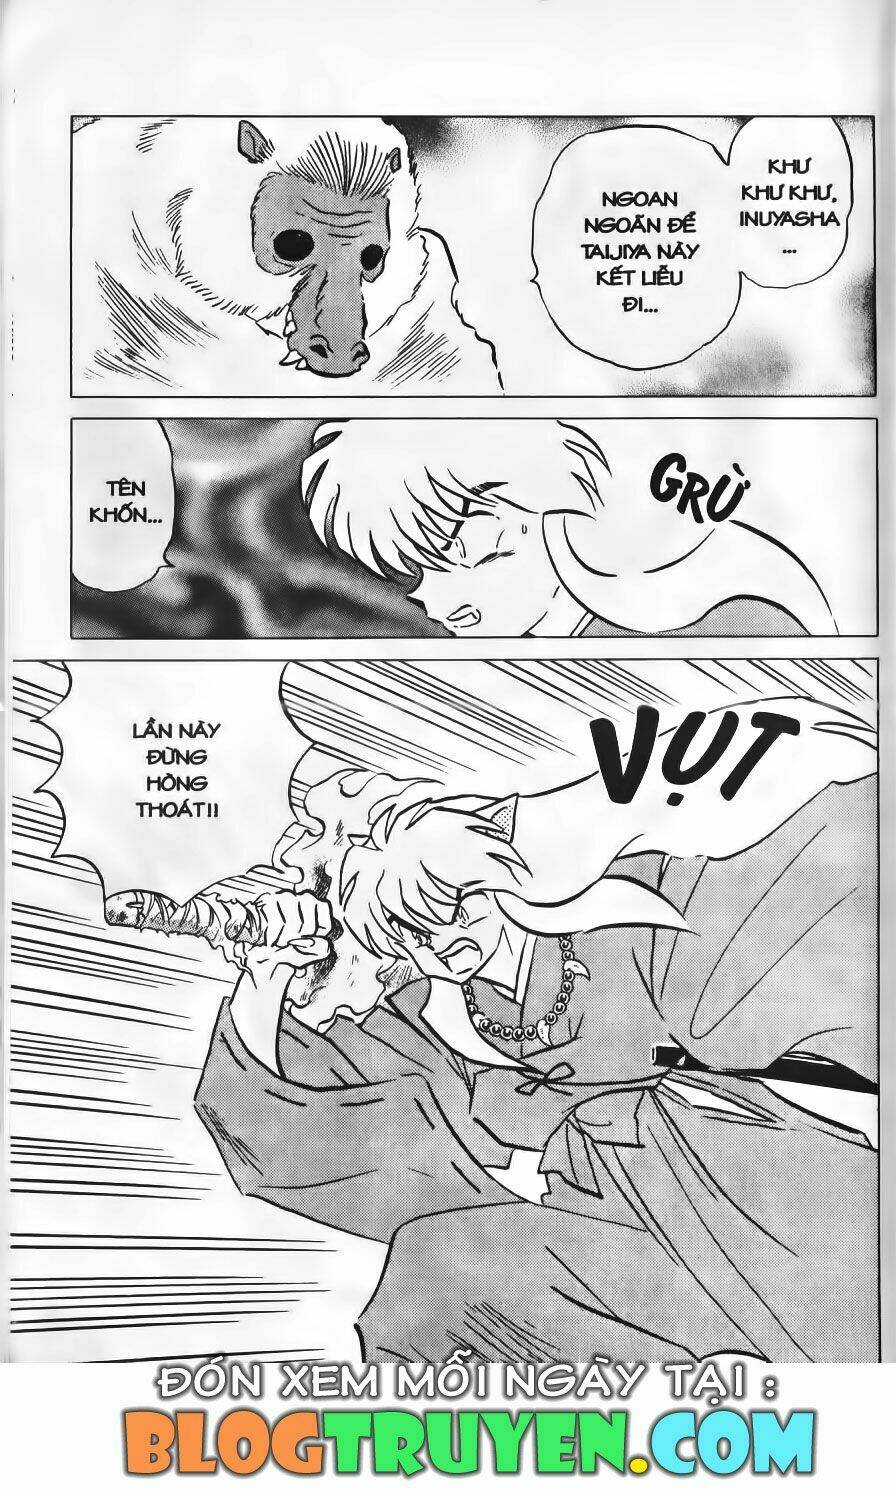 KHƯ
KHƯ KHƯ,
INUYASHA
...
NGOAN
NGOÃN ĐỂ
TAIJIYA NÀY
KẾT LIỄU
ĐI...
GRỪ
TÊN
KHỐN...
VỤT
LẦN NÀY
ĐỪNG
HÒNG
THOÁT!!
ĐÓN XEM MỖI NGÀY TẠI :
BLOGTRUYEN.COM